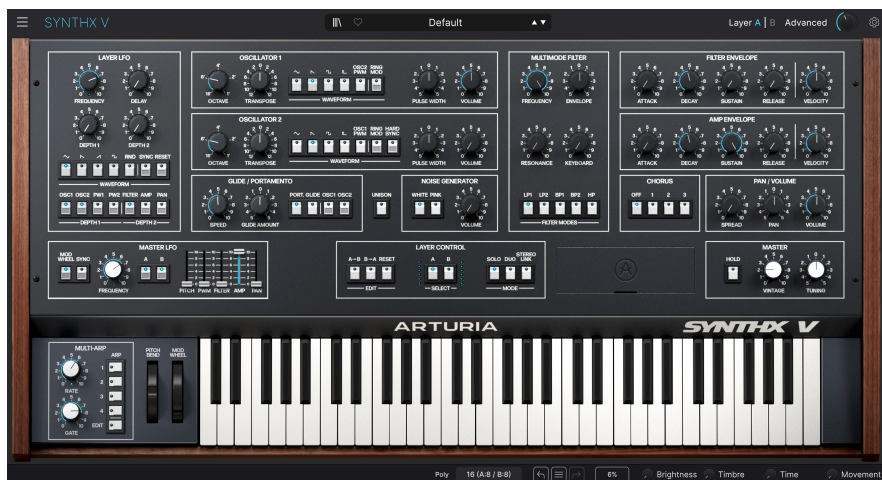 SYNTHX V
Default
Layer A | B Advanced
LAYER LFO
FREQUENCY DELAY
DEPTH 1 DEPTH 2
RND SYNC RESET
WAVEFORM
OSC1 OSC2 PW1 PW2 FILTER AMP PAN
DEPTH 1 DEPTH 2
OSCILLATOR 1
OCTAVE TRANSPOSE
OSC2 PWM RING MOD
WAVEFORM
PULSE WIDTH VOLUME
OSCILLATOR 2
OCTAVE TRANSPOSE
OSC1 PWM RING MOD HARD SYNC
WAVEFORM
PULSE WIDTH VOLUME
GLIDE / PORTAMENTO
SPEED GLIDE AMOUNT
PORT. GLIDE OSC1 OSC2
UNISON
NOISE GENERATOR
WHITE PINK
VOLUME
MULTIMODE FILTER
FREQUENCY ENVELOPE
RESONANCE KEYBOARD
LP1 LP2 BP1 BP2 HP
FILTER MODES
FILTER ENVELOPE
ATTACK DECAY SUSTAIN RELEASE VELOCITY
AMP ENVELOPE
ATTACK DECAY SUSTAIN RELEASE VELOCITY
CHORUS
OFF 1 2 3
PAN / VOLUME
SPREAD PAN VOLUME
MASTER LFO
MOD WHEEL SYNC
FREQUENCY
A B
PITCH PWM FILTER AMP PAN
LAYER CONTROL
A→B B→A RESET
EDIT
A B
SELECT
SOLO DUO STEREO LINK
MODE
MASTER
HOLD
VINTAGE TUNING
ARTURIA
SYNTHX V
MULTI-ARP
ARP
RATE
GATE
1
2
3
4
EDIT
PITCH BEND
MOD WHEEL
Poly 16 (A:8 / B:8) 6% Brightness Timbre Time Movement